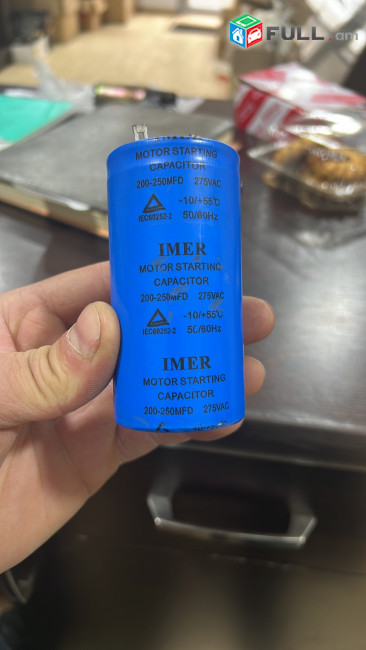 FULL.am
MOTOR STARTING
CAPACITOR
200-250MFD 275VAC
-10/+55℃
IEC60252-2 50/60Hz
IMER
MOTOR STARTING
CAPACITOR
200-250MFD 275VAC
-10/+55℃
IEC60252-2 50/60Hz
IMER
MOTOR STARTING
CAPACITOR
200-250MFD 275VAC